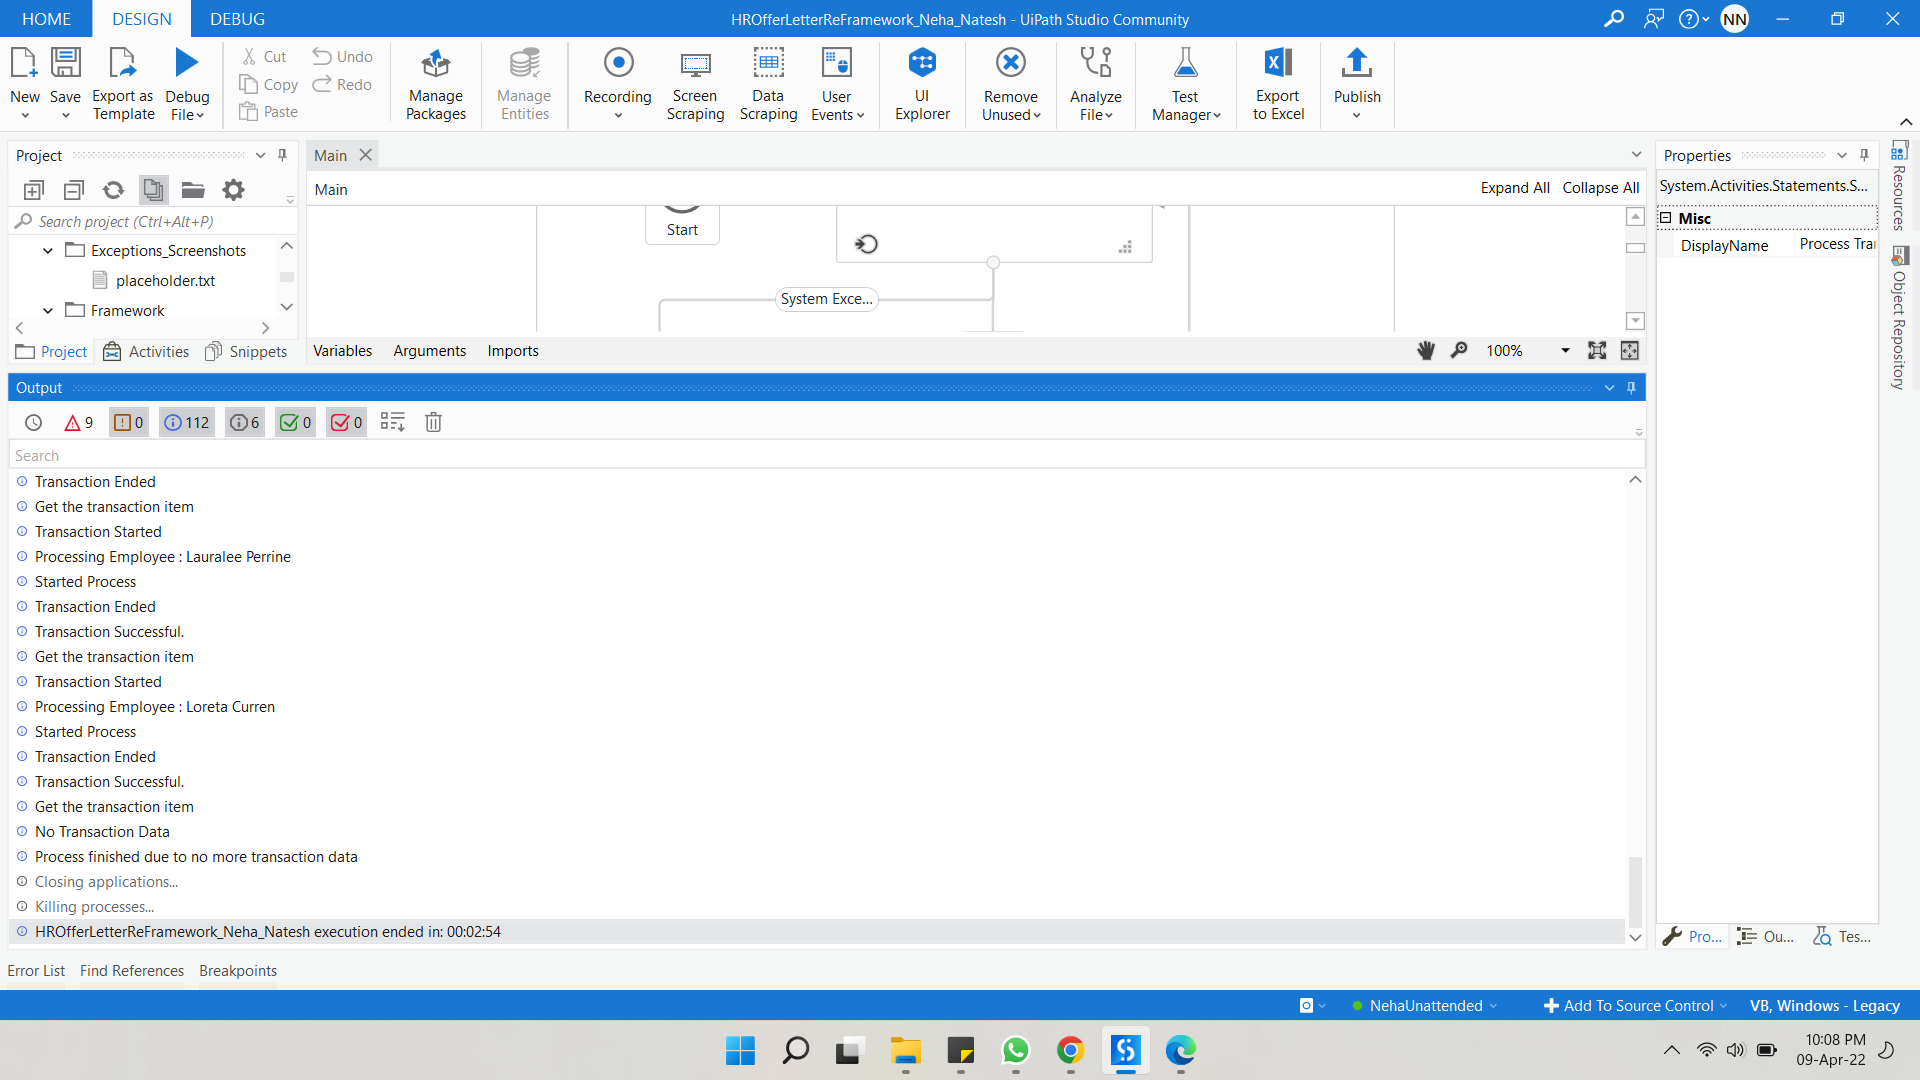 HOME DESIGN DEBUG HROfferLetterReFramework_Neha_Natesh - UiPath Studio Community NN
New Save Export as Template Debug File
Cut Undo
Copy Redo
Paste
Manage Packages
Manage Entities
Recording
Screen Scraping
Data Scraping
User Events
UI Explorer
Remove Unused
Analyze File
Test Manager
Export to Excel
Publish
Project
Search project (Ctrl+Alt+P)
Exceptions_Screenshots
placeholder.txt
Framework
Project Activities Snippets
Main
Main Expand All Collapse All
Start
System Exce...
Variables Arguments Imports 100%
Properties
System.Activities.Statements.S...
Misc
DisplayName Process Tra
Resources
Object Repository
Output
9 0 112 6 0 0
Search
Transaction Ended
Get the transaction item
Transaction Started
Processing Employee : Lauralee Perrine
Started Process
Transaction Ended
Transaction Successful.
Get the transaction item
Transaction Started
Processing Employee : Loreta Curren
Started Process
Transaction Ended
Transaction Successful.
Get the transaction item
No Transaction Data
Process finished due to no more transaction data
Closing applications...
Killing processes...
HROfferLetterReFramework_Neha_Natesh execution ended in: 00:02:54
Pro... Ou... Tes...
Error List Find References Breakpoints
NehaUnattended Add To Source Control VB, Windows - Legacy
10:08 PM
09-Apr-22